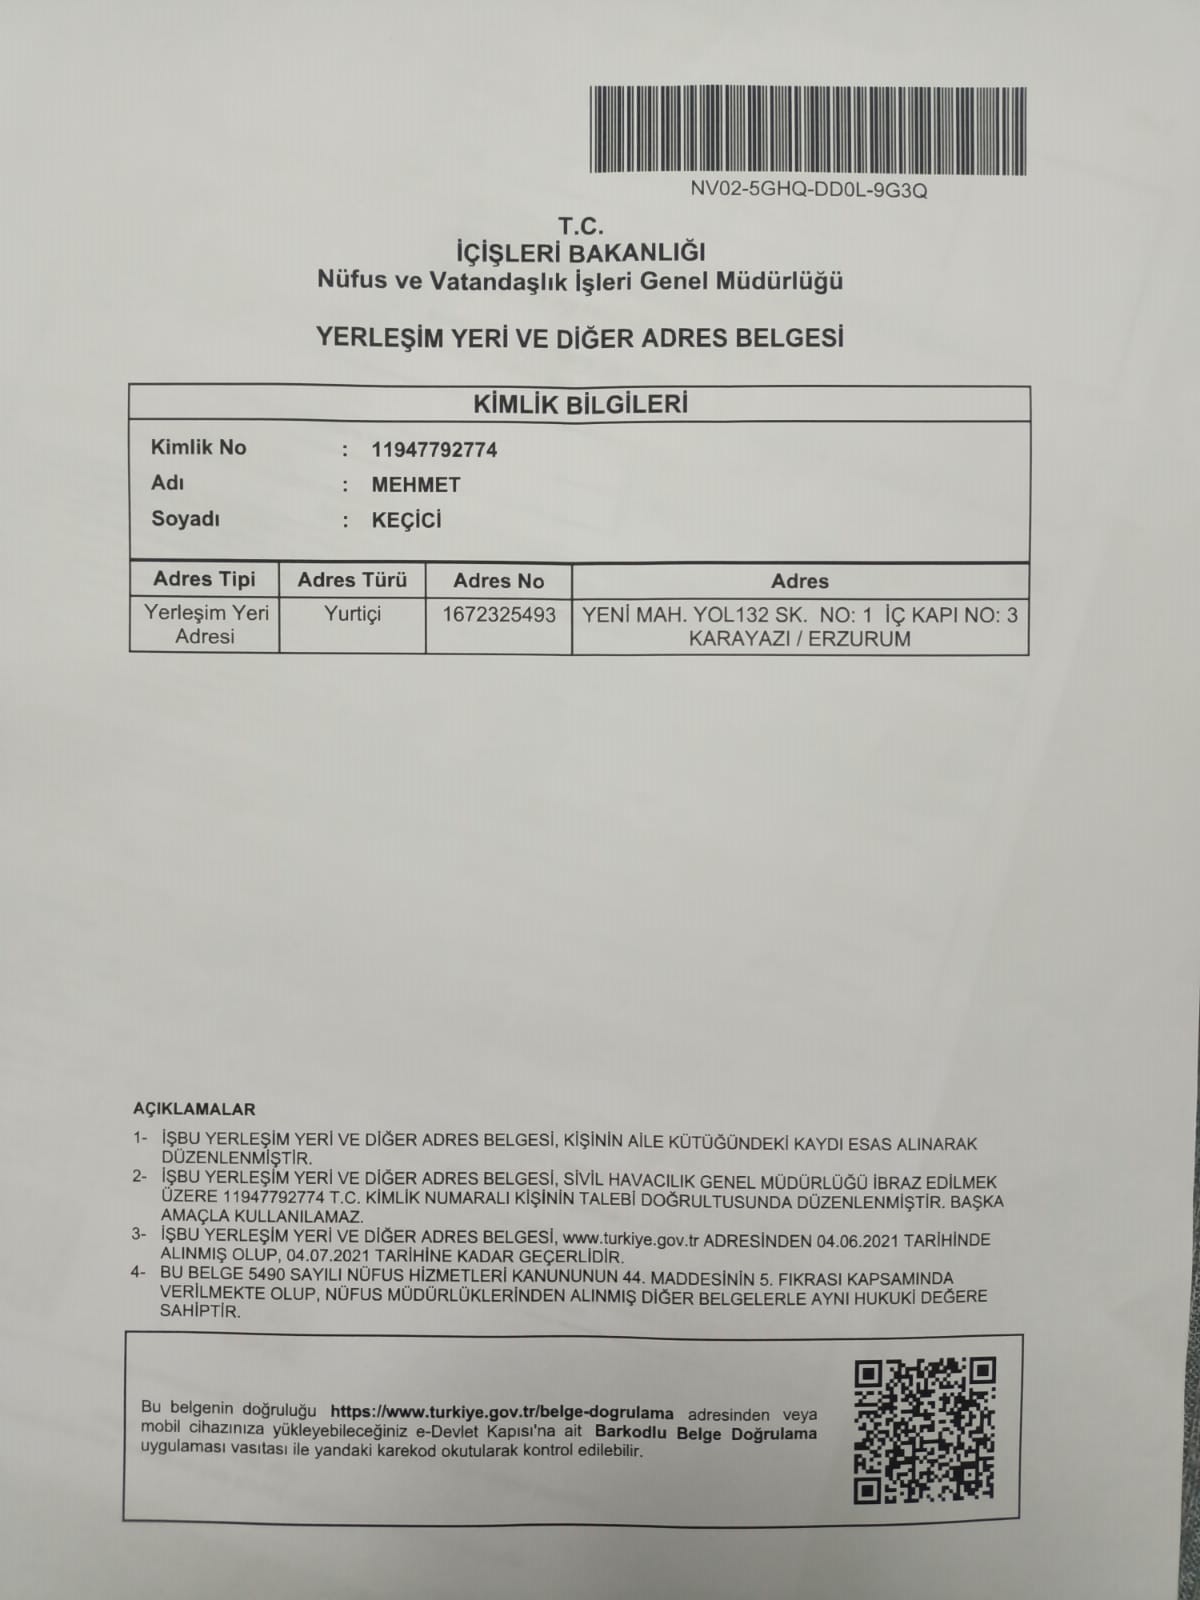 NV02-5GHQ-DD0L-9G3Q
T.C.
İÇİŞLERİ BAKANLIĞI
Nüfus ve Vatandaşlık İşleri Genel Müdürlüğü
YERLEŞİM YERİ VE DİĞER ADRES BELGESİ
KİMLİK BİLGİLERİ
Kimlik No : 11947792774
Adı : MEHMET
Soyadı : KEÇİCİ
Adres Tipi Adres Türü Adres No Adres
Yerleşim Yeri Yurtiçi 1672325493 YENİ MAH. YOL132 SK. NO: 1 İÇ KAPI NO: 3
Adresi KARAYAZI / ERZURUM
AÇIKLAMALAR
1- İŞBU YERLEŞİM YERİ VE DİĞER ADRES BELGESİ, KİŞİNİN AİLE KÜTÜĞÜNDEKİ KAYDI ESAS ALINARAK
DÜZENLENMİŞTİR.
2- İŞBU YERLEŞİM YERİ VE DİĞER ADRES BELGESİ, SİVİL HAVACILIK GENEL MÜDÜRLÜĞÜ İBRAZ EDİLMEK
ÜZERE 11947792774 T.C. KİMLİK NUMARALI KİŞİNİN TALEBİ DOĞRULTUSUNDA DÜZENLENMİŞTİR. BAŞKA
AMAÇLA KULLANILAMAZ.
3- İŞBU YERLEŞİM YERİ VE DİĞER ADRES BELGESİ, www.turkiye.gov.tr ADRESİNDEN 04.06.2021 TARİHİNDE
ALINMIŞ OLUP, 04.07.2021 TARİHİNE KADAR GEÇERLİDİR.
4- BU BELGE 5490 SAYILI NÜFUS HİZMETLERİ KANUNUNUN 44. MADDESİNİN 5. FIKRASI KAPSAMINDA
VERİLMEKTE OLUP, NÜFUS MÜDÜRLÜKLERİNDEN ALINMIŞ DİĞER BELGELERLE AYNI HUKUKİ DEĞERE
SAHİPTİR.
Bu belgenin doğruluğu https://www.turkiye.gov.tr/belge-dogrulama adresinden veya
mobil cihazınıza yükleyebileceğiniz e-Devlet Kapısı'na ait Barkodlu Belge Doğrulama
uygulaması vasıtası ile yandaki karekod okutularak kontrol edilebilir.